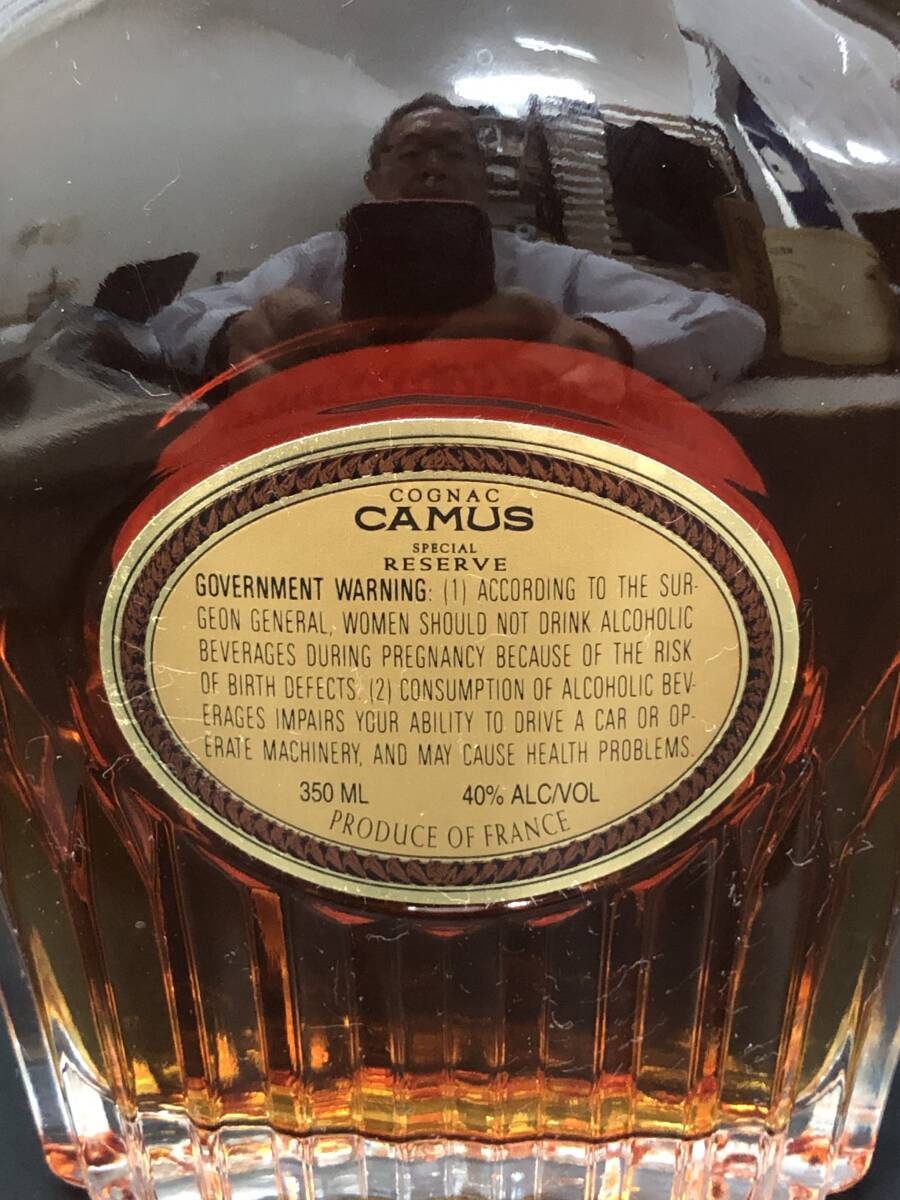 COGNAC
CAMUS
SPECIAL
RESERVE
GOVERNMENT WARNING: (1) ACCORDING TO THE SUR-
GEON GENERAL, WOMEN SHOULD NOT DRINK ALCOHOLIC
BEVERAGES DURING PREGNANCY BECAUSE OF THE RISK
OF BIRTH DEFECTS. (2) CONSUMPTION OF ALCOHOLIC BEV-
ERAGES IMPAIRS YOUR ABILITY TO DRIVE A CAR OR OP-
ERATE MACHINERY, AND MAY CAUSE HEALTH PROBLEMS.
350 ML 40% ALC/VOL
PRODUCE OF FRANCE